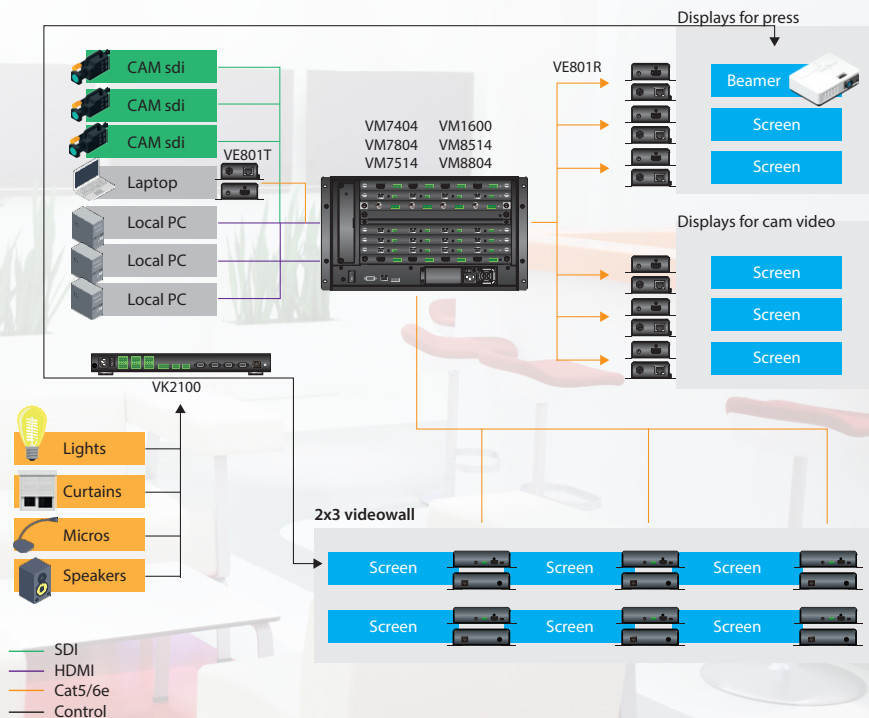 Displays for press
CAM sdi
CAM sdi
CAM sdi
VE801T
Laptop
Local PC
Local PC
Local PC
VM7404 VM1600
VM7804 VM8514
VM7514 VM8804
VE801R
Beamer
Screen
Screen
Displays for cam video
Screen
Screen
Screen
VK2100
Lights
Curtains
Micros
Speakers
2x3 videowall
Screen Screen Screen
Screen Screen Screen
SDI
HDMI
Cat5/6e
Control